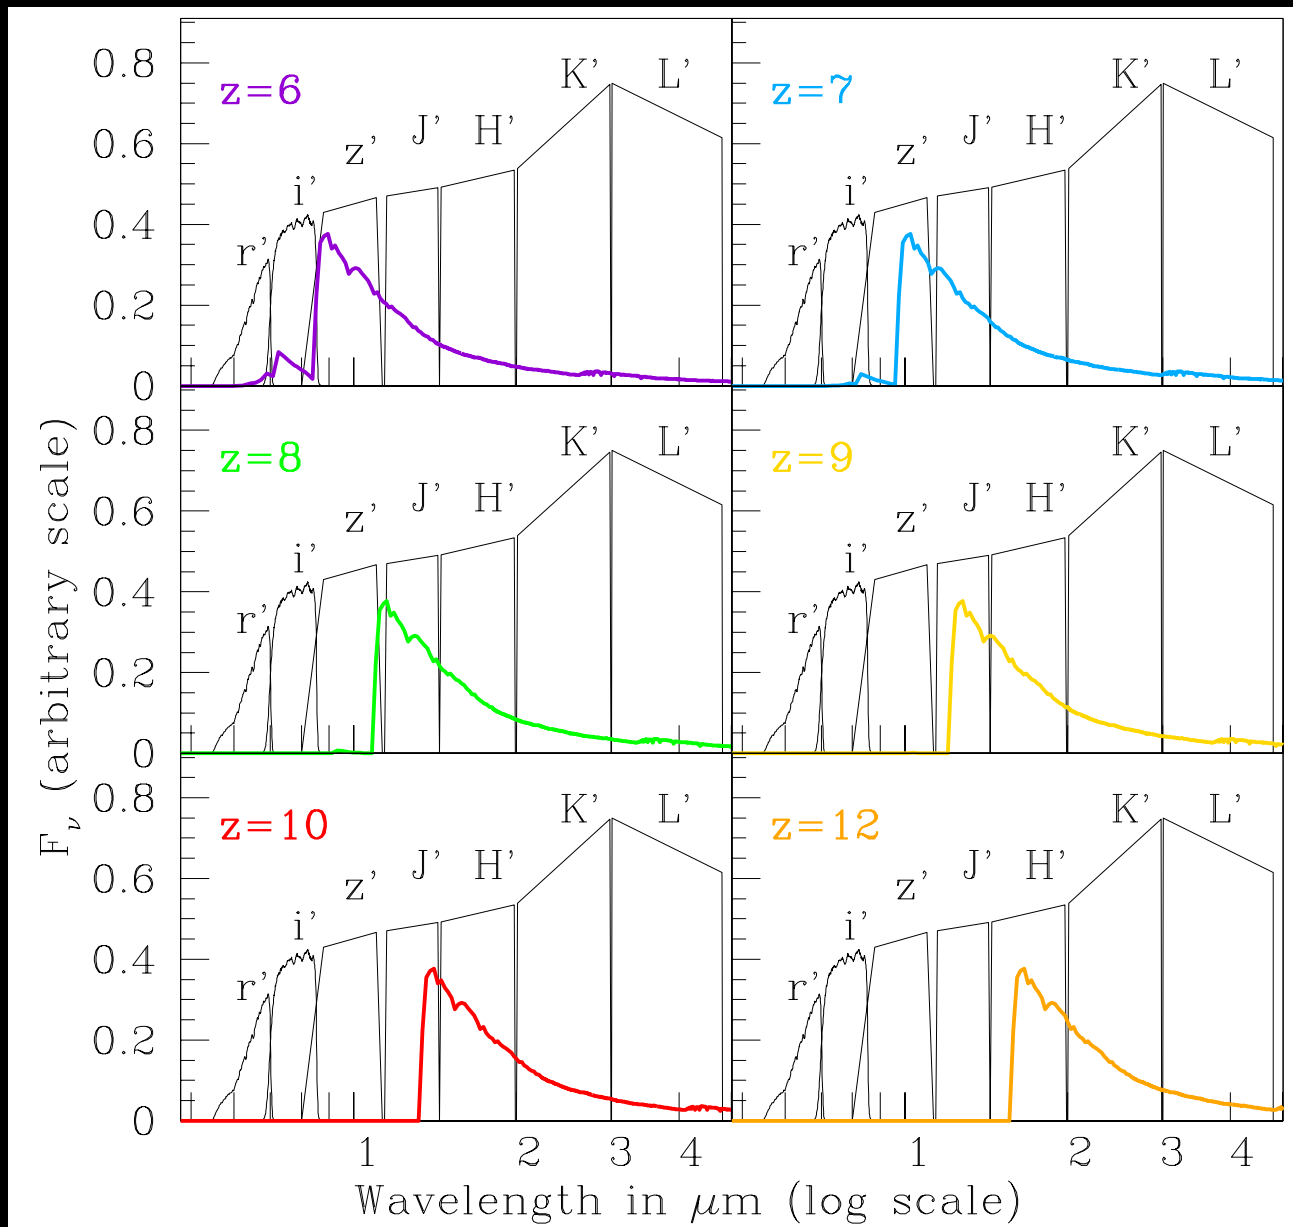 0.8 z=6 r' i' z' J' H' K' L' z=7 r' i' z' J' H' K' L'
0.6
0.4
0.2
0
0.8 z=8 r' i' z' J' H' K' L' z=9 r' i' z' J' H' K' L'
0.6
0.4
0.2
0
0.8 z=10 r' i' z' J' H' K' L' z=12 r' i' z' J' H' K' L'
0.6
0.4
0.2
0
F_ν (arbitrary scale)
1 2 3 4 1 2 3 4
Wavelength in μm (log scale)